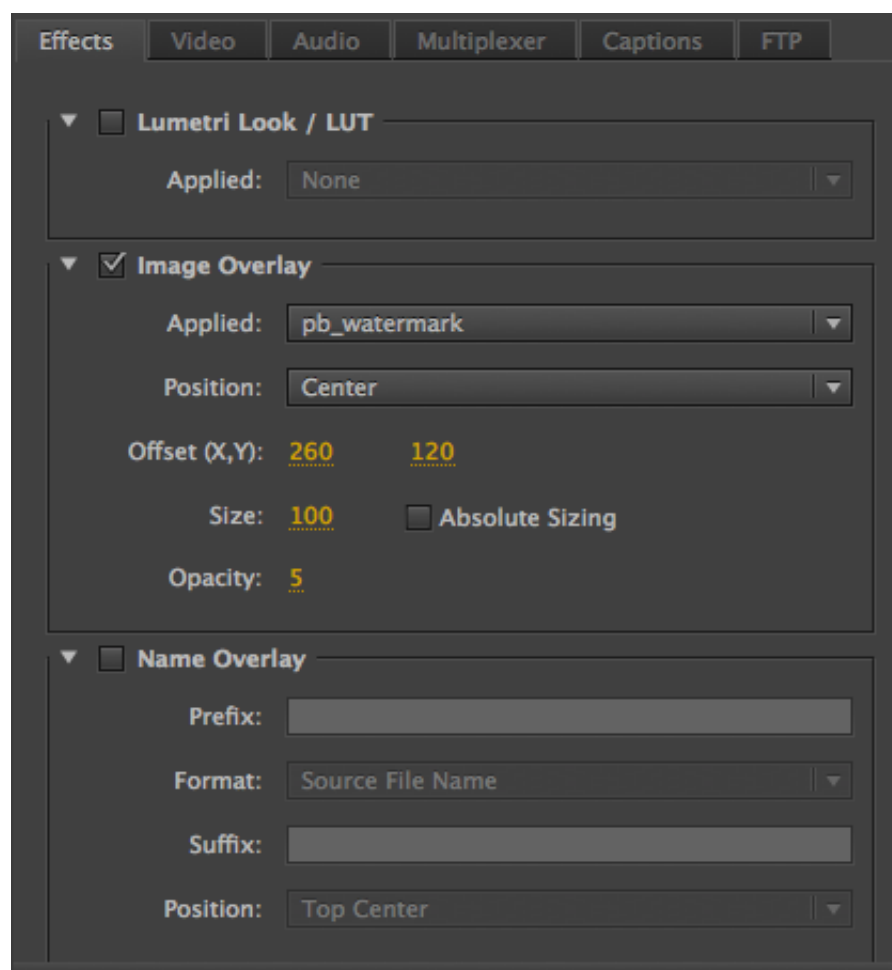 Effects Video Audio Multiplexer Captions FTP
Lumetri Look / LUT
Applied: None
Image Overlay
Applied: pb_watermark
Position: Center
Offset (X,Y): 260 120
Size: 100 Absolute Sizing
Opacity: 5
Name Overlay
Prefix:
Format: Source File Name
Suffix:
Position: Top Center